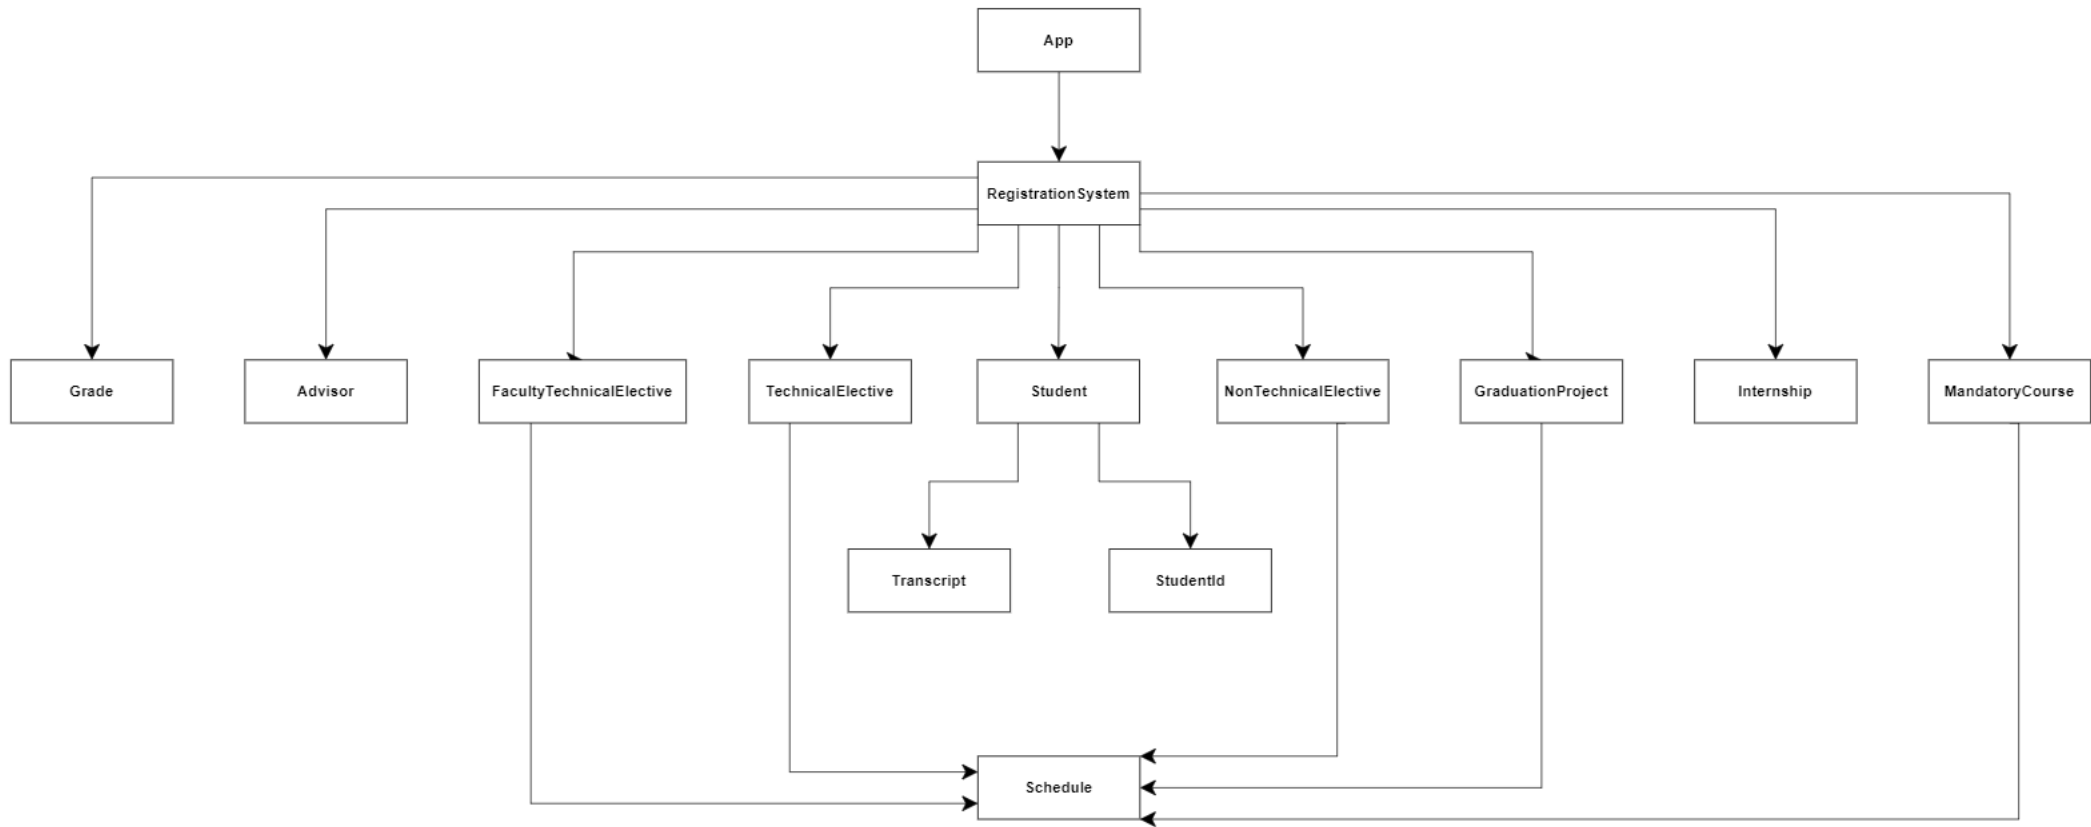 App
RegistrationSystem
Grade
Advisor
FacultyTechnicalElective
TechnicalElective
Student
NonTechnicalElective
GraduationProject
Internship
MandatoryCourse
Transcript
StudentId
Schedule